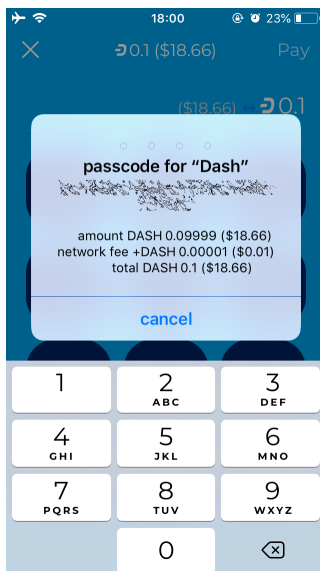 18:00 23%
0.1 ($18.66) Pay
($18.66) ↔ 0.1
passcode for “Dash”
amount DASH 0.09999 ($18.66)
network fee +DASH 0.00001 ($0.01)
total DASH 0.1 ($18.66)
cancel
1 2 3
ABC DEF
4 5 6
GHI JKL MNO
7 8 9
PQRS TUV WXYZ
0